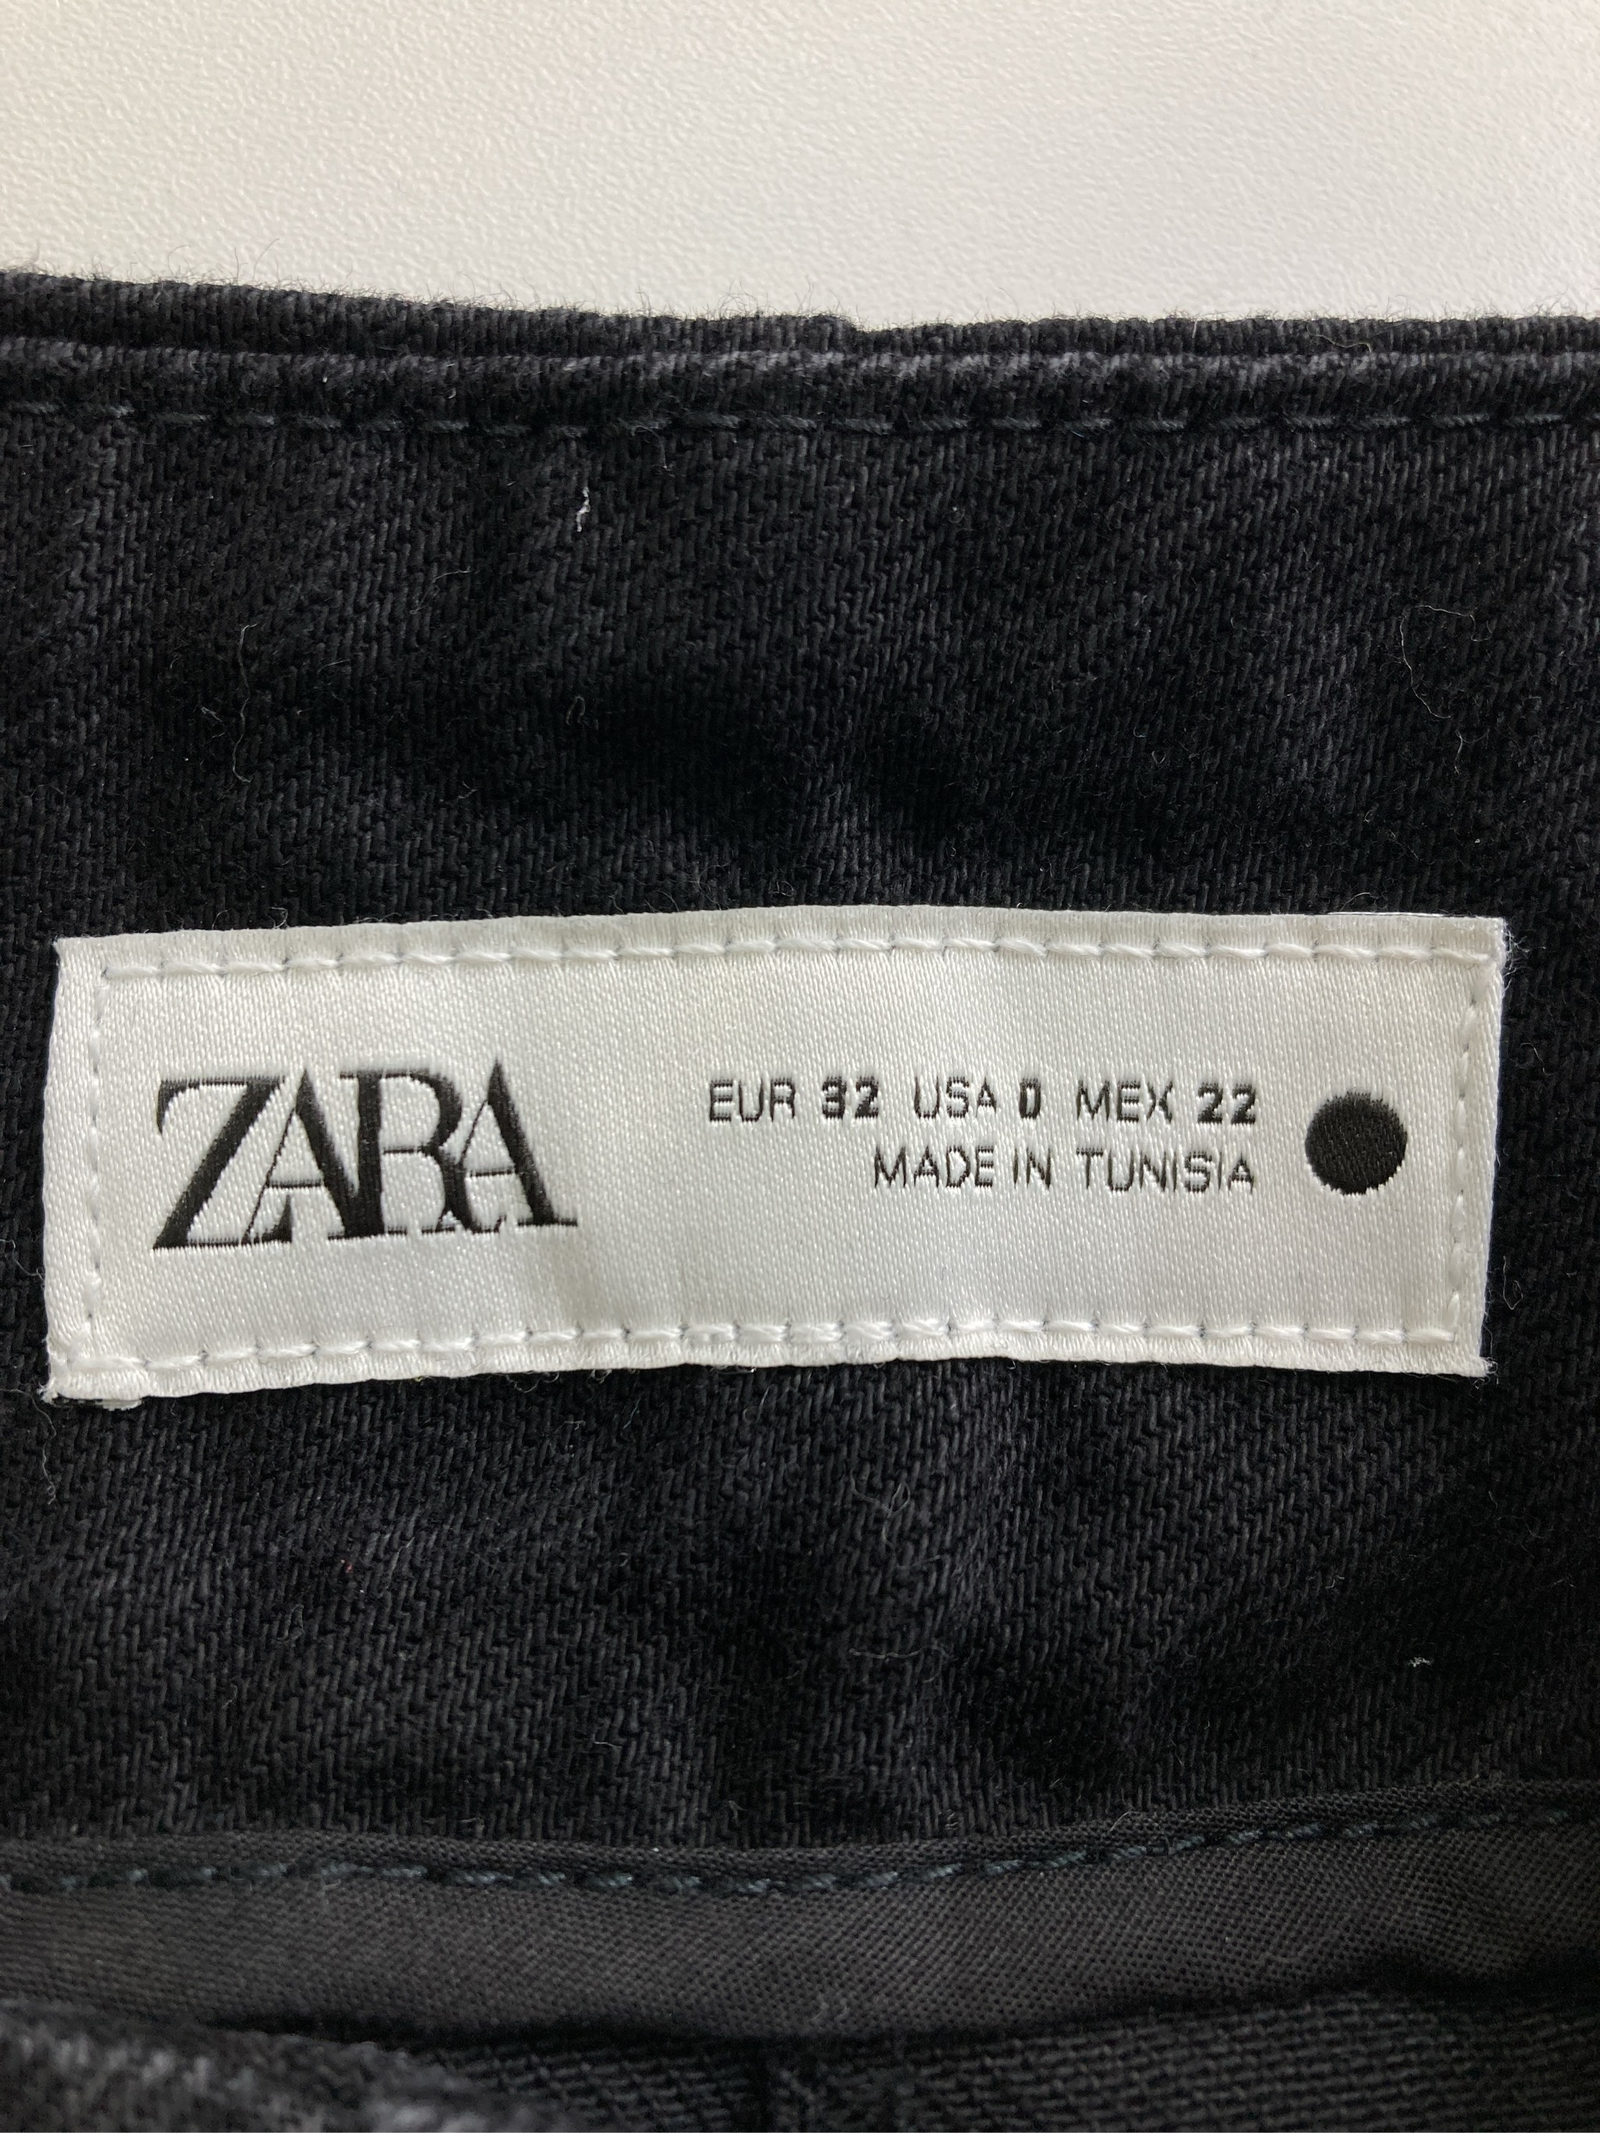 ZARA
EUR 32 USA 0 MEX 22
MADE IN TUNISIA